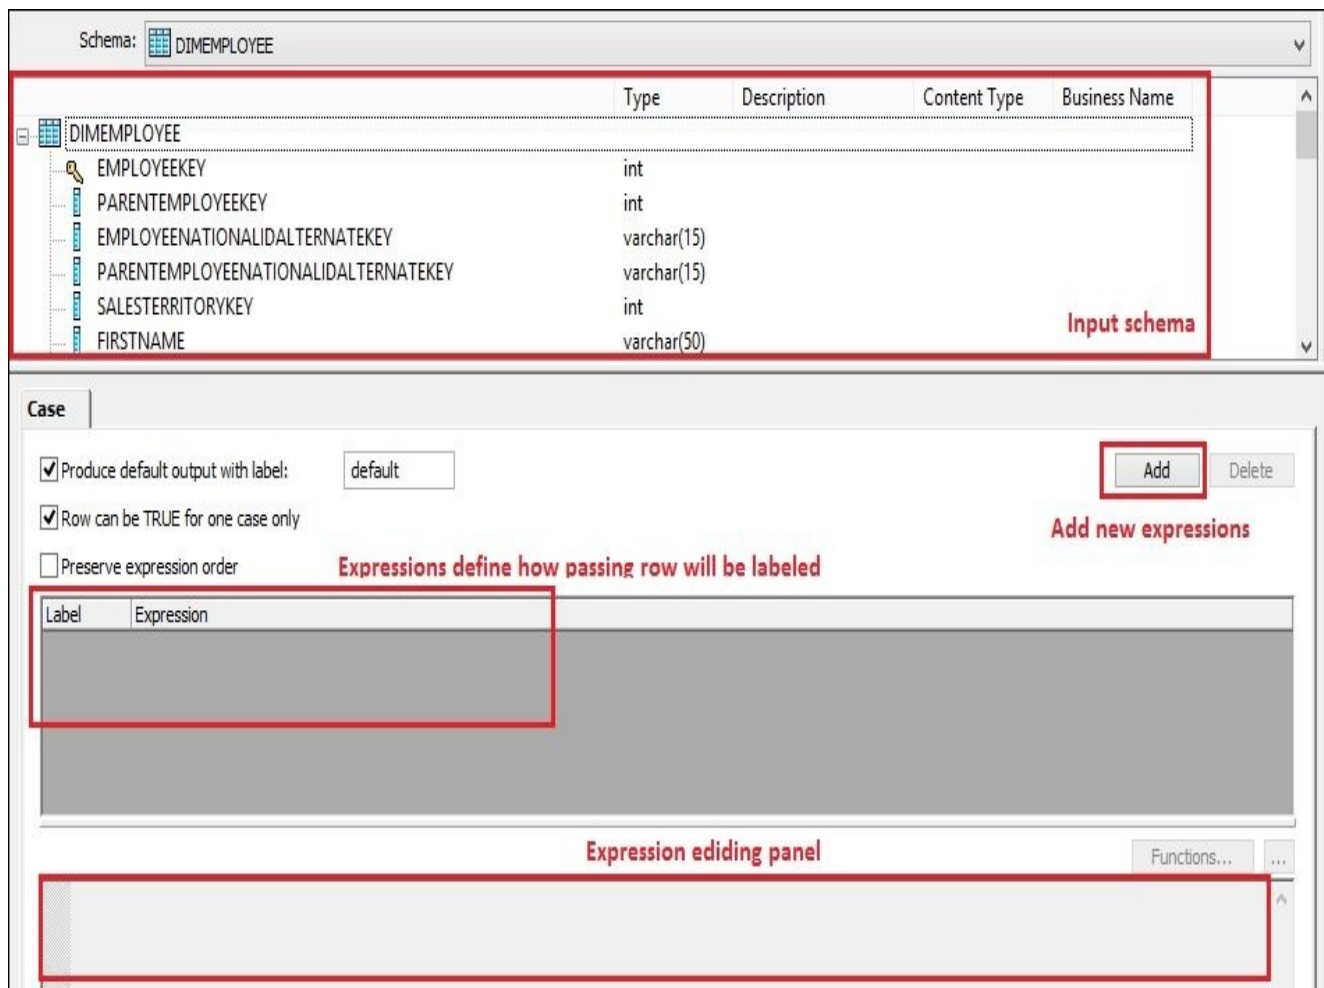 Schema: DIMEMPLOYEE
Type Description Content Type Business Name
DIMEMPLOYEE
EMPLOYEEKEY int
PARENTEMPLOYEEKEY int
EMPLOYEENATIONALIDALTERNATEKEY varchar(15)
PARENTEMPLOYEENATIONALIDALTERNATEKEY varchar(15)
SALESTERRITORYKEY int
Input schema
FIRSTNAME varchar(50)
Case
Produce default output with label: default Add Delete
Row can be TRUE for one case only
Add new expressions
Preserve expression order Expressions define how passing row will be labeled
Label Expression
Expression ediding panel
Functions... ...